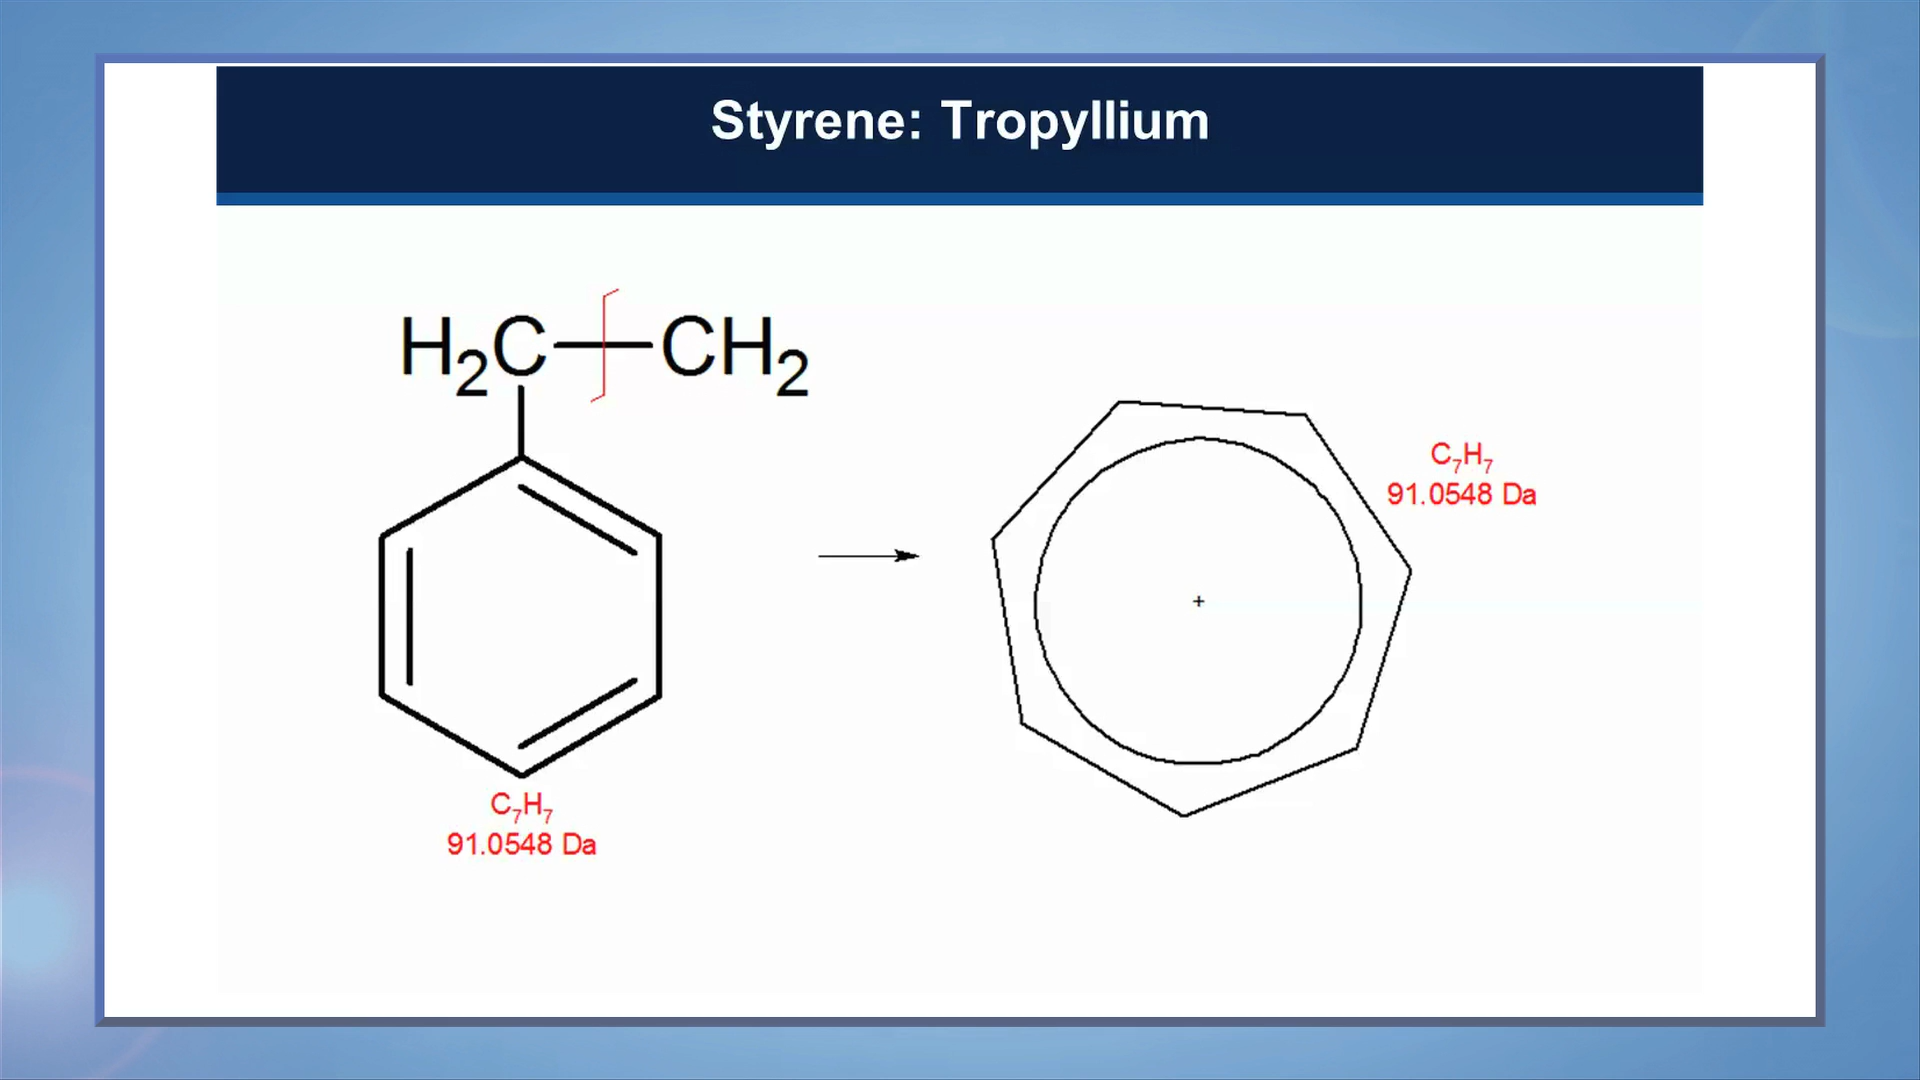 Styrene: Tropyllium
H₂C CH₂
C₇H₇
91.0548 Da
+
C₇H₇
91.0548 Da